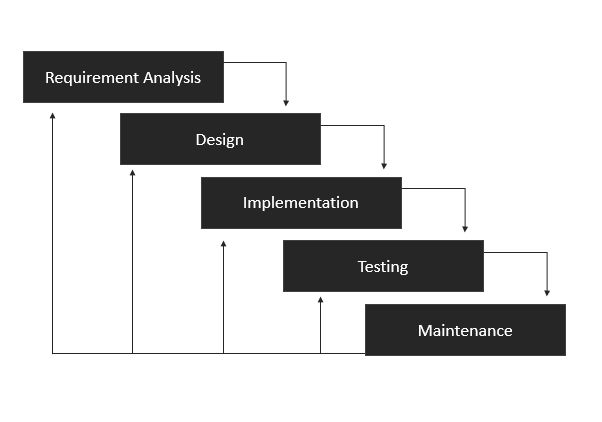 Requirement Analysis
Design
Implementation
Testing
Maintenance